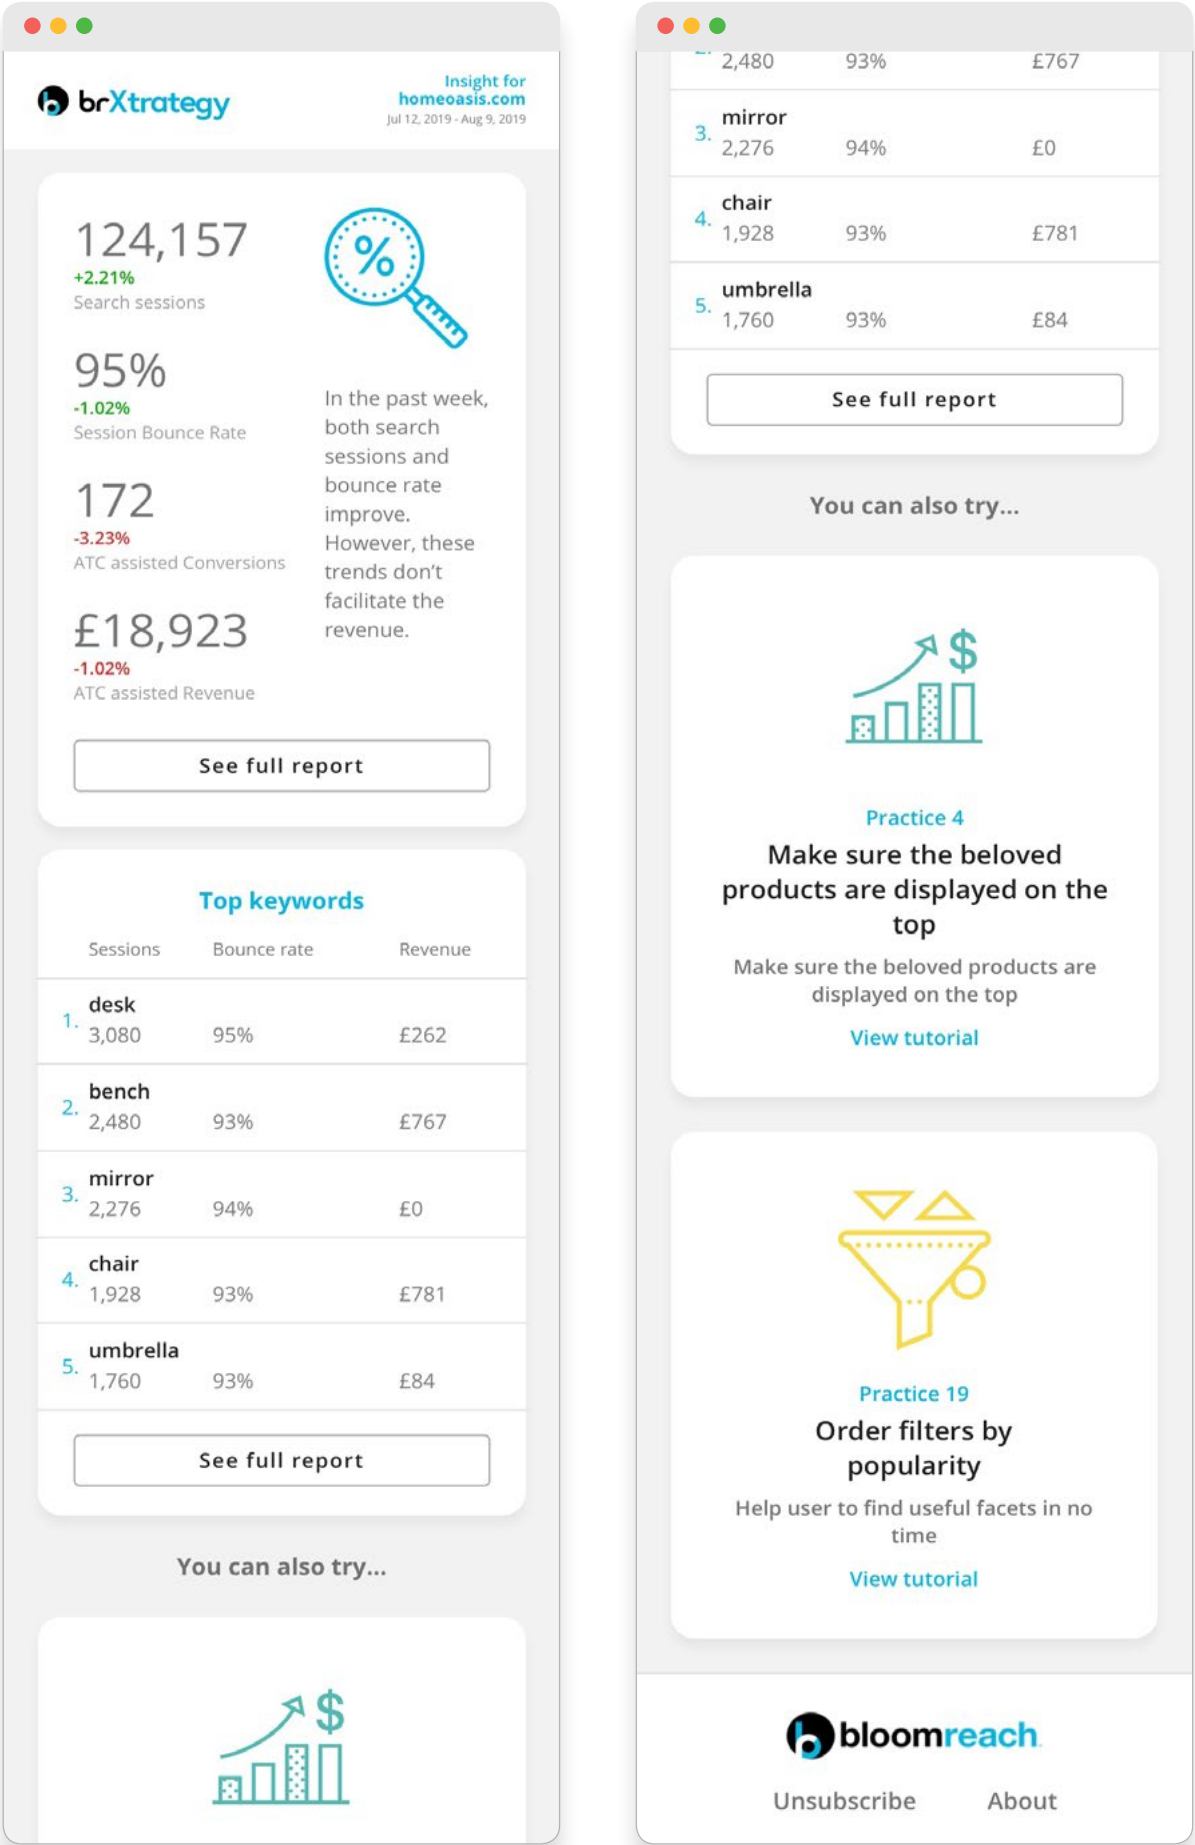 brXtrategy
Insight for
homeoasis.com
Jul 12, 2019 - Aug 9, 2019
124,157
+2.21%
Search sessions
95%
-1.02%
Session Bounce Rate
172
-3.23%
ATC assisted Conversions
£18,923
-1.02%
ATC assisted Revenue
%
In the past week,
both search
sessions and
bounce rate
improve.
However, these
trends don't
facilitate the
revenue.
See full report
Top keywords
Sessions Bounce rate Revenue
1. desk
3,080 95% £262
2. bench
2,480 93% £767
3. mirror
2,276 94% £0
4. chair
1,928 93% £781
5. umbrella
1,760 93% £84
See full report
You can also try...
$
2,480 93% £767
3. mirror
2,276 94% £0
4. chair
1,928 93% £781
5. umbrella
1,760 93% £84
See full report
You can also try...
$
Practice 4
Make sure the beloved
products are displayed on the
top
Make sure the beloved products are
displayed on the top
View tutorial
Practice 19
Order filters by
popularity
Help user to find useful facets in no
time
View tutorial
bloomreach
Unsubscribe About